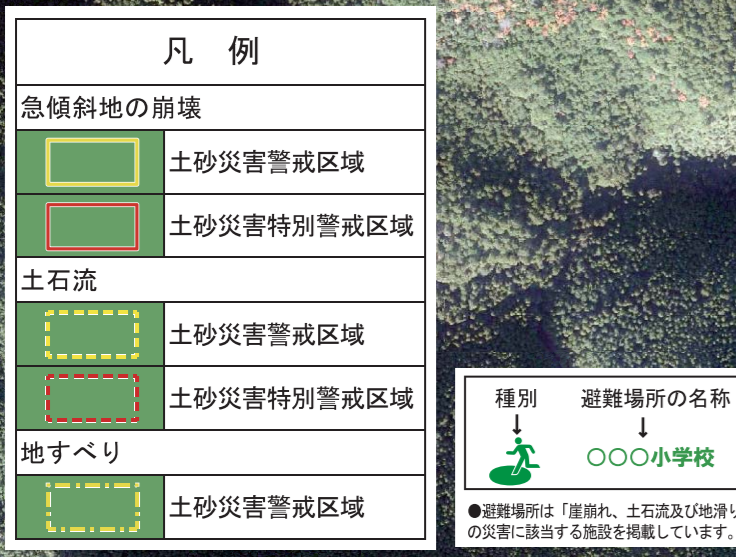 凡 例
急傾斜地の崩壊
土砂災害警戒区域
土砂災害特別警戒区域
土石流
土砂災害警戒区域
土砂災害特別警戒区域
地すべり
土砂災害警戒区域
種別 避難場所の名称
↓ ↓
〇〇〇小学校
●避難場所は「崖崩れ、土石流及び地滑り
の災害に該当する施設を掲載しています。